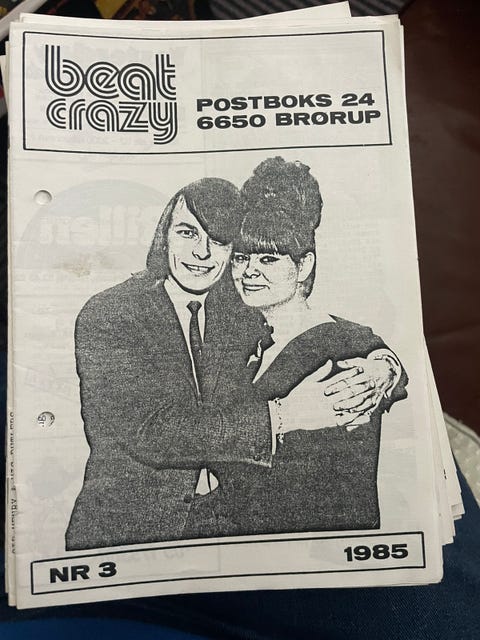 beat
crazy
POSTBOKS 24
6650 BRØRUP
NR 3
1985